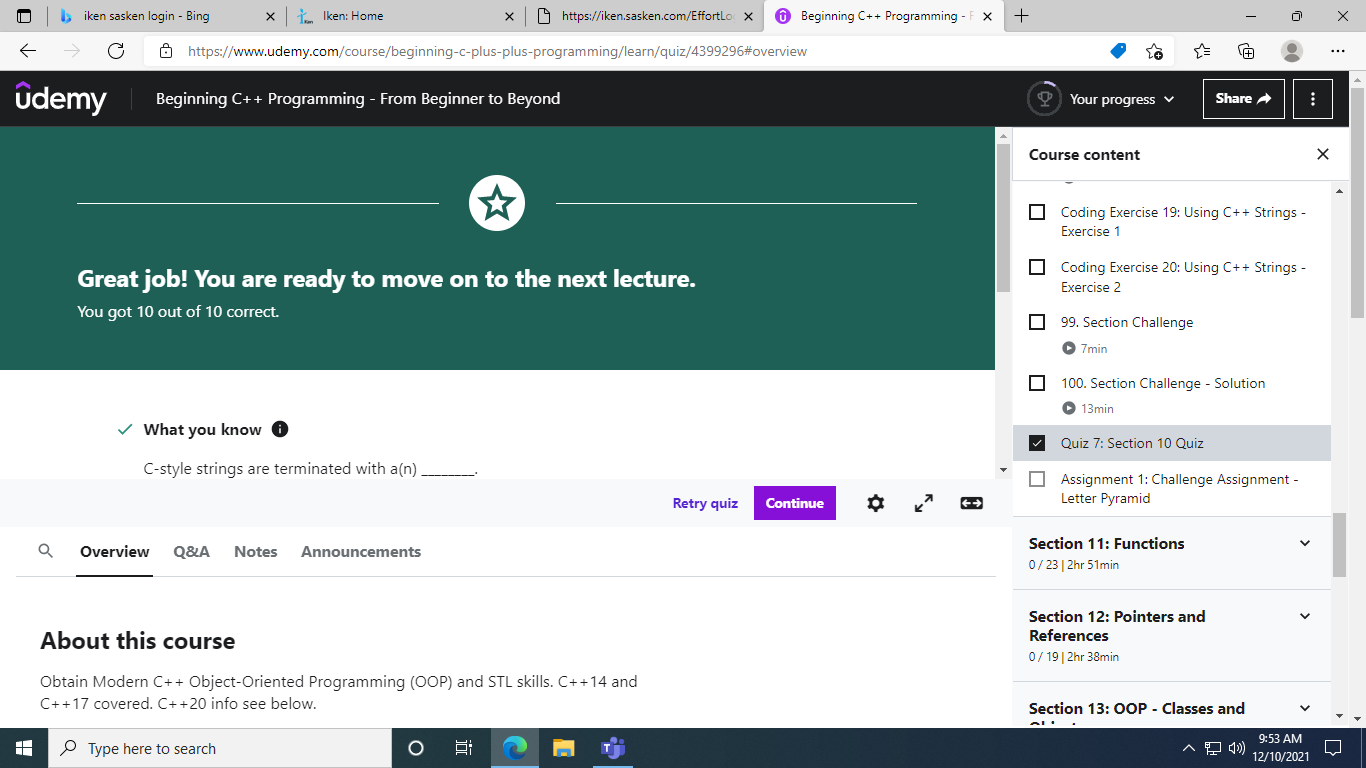 iken sasken login - Bing
Iken: Home
https://iken.sasken.com/EffortLo
Beginning C++ Programming - F
https://www.udemy.com/course/beginning-c-plus-plus-programming/learn/quiz/4399296#overview
udemy
Beginning C++ Programming - From Beginner to Beyond
Your progress
Share
Great job! You are ready to move on to the next lecture.
You got 10 out of 10 correct.
What you know
C-style strings are terminated with a(n) ________.
Retry quiz
Continue
Overview
Q&A
Notes
Announcements
About this course
Obtain Modern C++ Object-Oriented Programming (OOP) and STL skills. C++14 and
C++17 covered. C++20 info see below.
Course content
Coding Exercise 19: Using C++ Strings -
Exercise 1
Coding Exercise 20: Using C++ Strings -
Exercise 2
99. Section Challenge
7min
100. Section Challenge - Solution
13min
Quiz 7: Section 10 Quiz
Assignment 1: Challenge Assignment -
Letter Pyramid
Section 11: Functions
0 / 23 | 2hr 51min
Section 12: Pointers and
References
0 / 19 | 2hr 38min
Section 13: OOP - Classes and
Type here to search
9:53 AM
12/10/2021